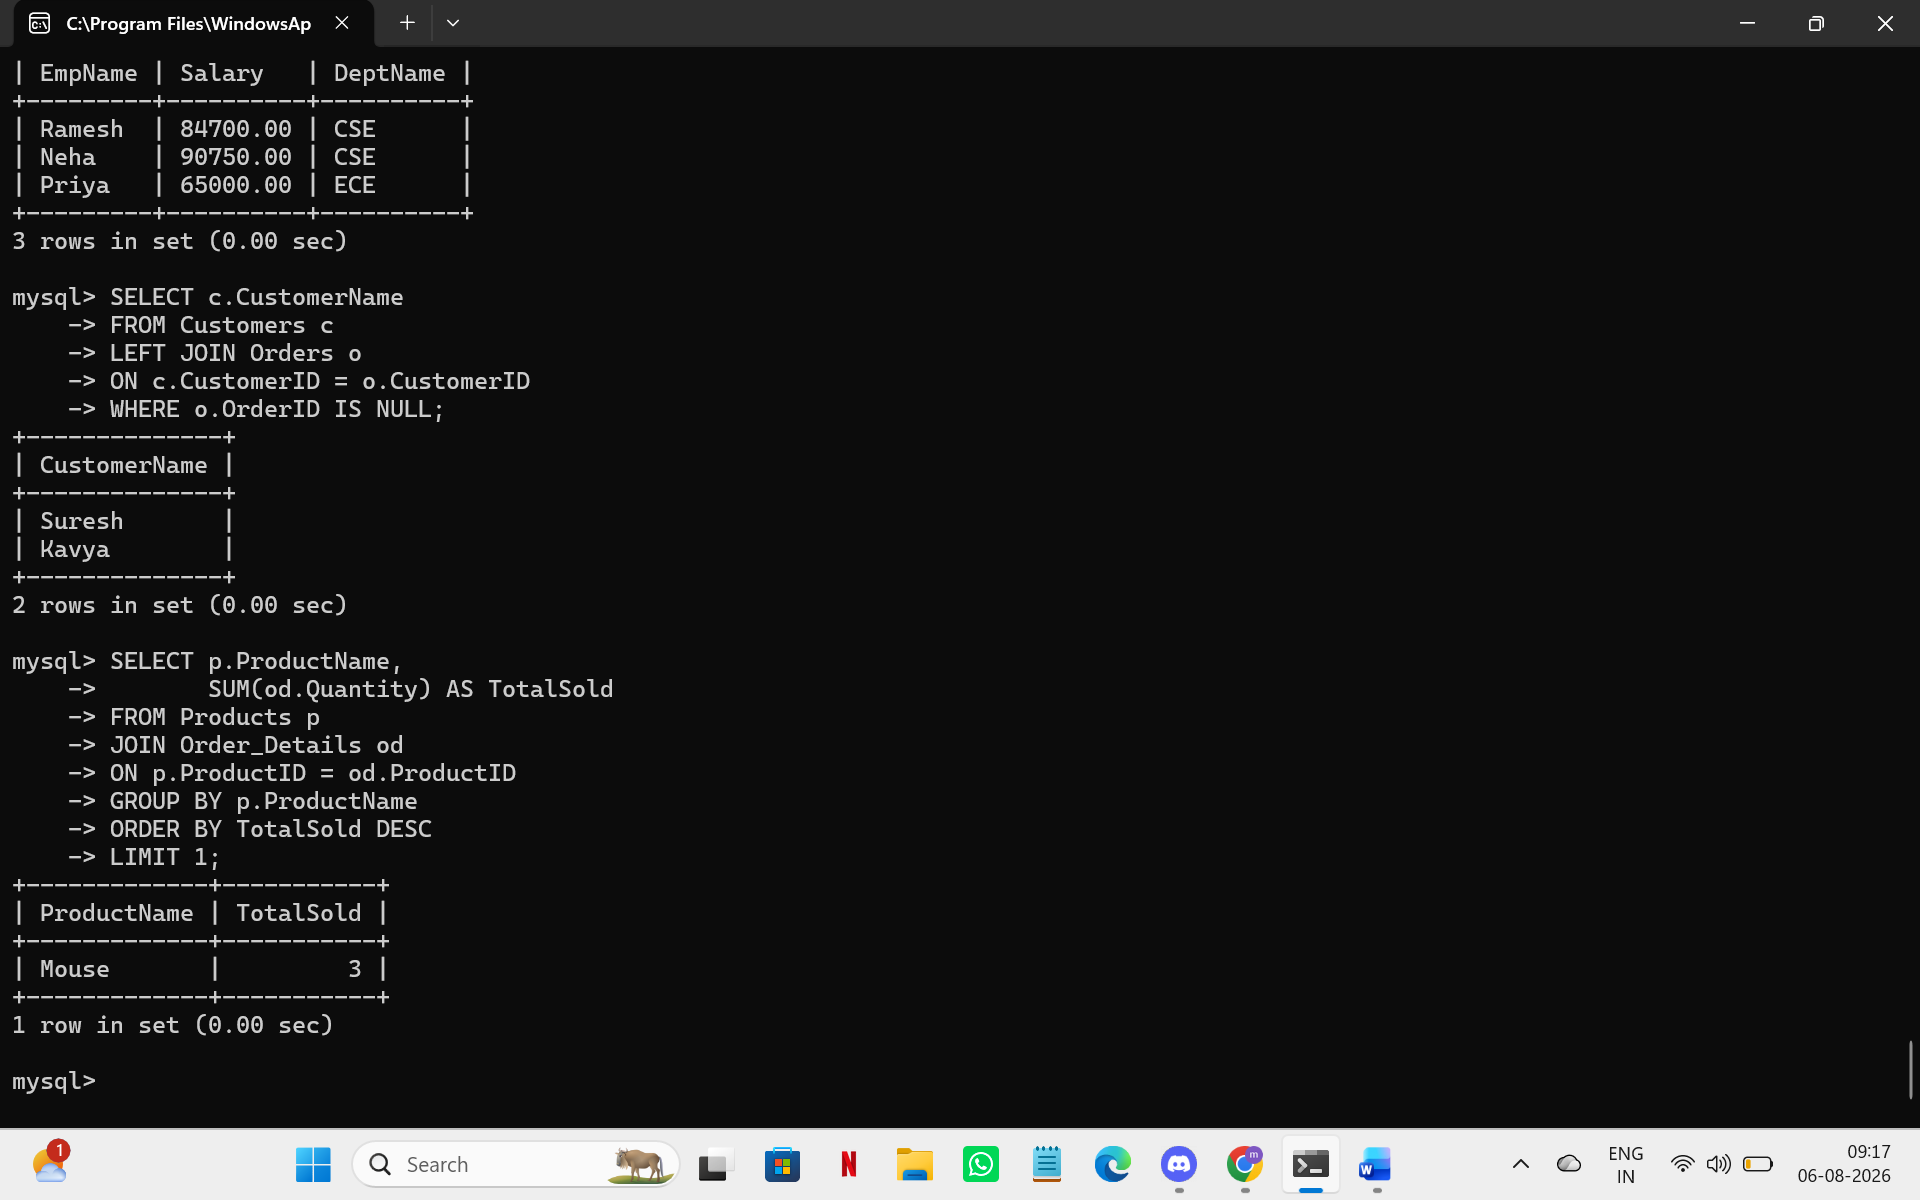 C:\Program Files\WindowsAp
| EmpName | Salary   | DeptName |
+---------+----------+----------+
| Ramesh  | 84700.00 | CSE      |
| Neha    | 90750.00 | CSE      |
| Priya   | 65000.00 | ECE      |
+---------+----------+----------+
3 rows in set (0.00 sec)
mysql> SELECT c.CustomerName
    -> FROM Customers c
    -> LEFT JOIN Orders o
    -> ON c.CustomerID = o.CustomerID
    -> WHERE o.OrderID IS NULL;
+--------------+
| CustomerName |
+--------------+
| Suresh       |
| Kavya        |
+--------------+
2 rows in set (0.00 sec)
mysql> SELECT p.ProductName,
    ->        SUM(od.Quantity) AS TotalSold
    -> FROM Products p
    -> JOIN Order_Details od
    -> ON p.ProductID = od.ProductID
    -> GROUP BY p.ProductName
    -> ORDER BY TotalSold DESC
    -> LIMIT 1;
+-------------+-----------+
| ProductName | TotalSold |
+-------------+-----------+
| Mouse       |         3 |
+-------------+-----------+
1 row in set (0.00 sec)
mysql>
1
Search
N
m
W
ENG
IN
09:17
06-08-2026